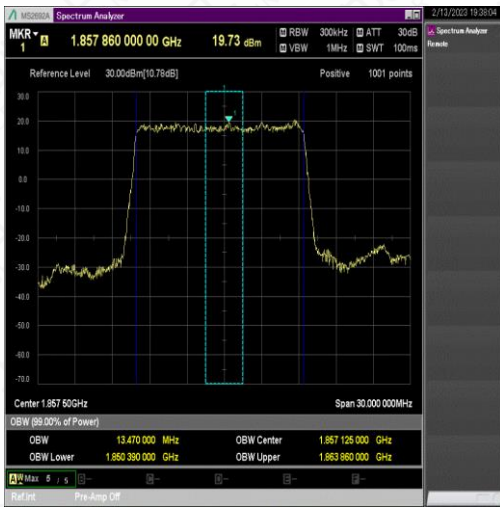 MS2692A Spectrum Analyzer
2/13/2023 19:38:04
Spectrum Analyzer
Remote
MKR 1 A 1.857 860 000 00 GHz 19.73 dBm
RBW 300kHz ATT 30dB
VBW 1MHz SWT 100ms
Reference Level 30.00dBm[10.78dB] Positive 1001 points
30.0
20.0
10.0
0.0
-10.0
-20.0
-30.0
-40.0
-50.0
-60.0
-70.0
Center 1.857 50GHz Span 30.000 000MHz
OBW (99.00% of Power)
OBW 13.470 000 MHz OBW Center 1.857 125 000 GHz
OBW Lower 1.850 390 000 GHz OBW Upper 1.863 860 000 GHz
Max 5 / 5
Ref.Int Pre-Amp Off